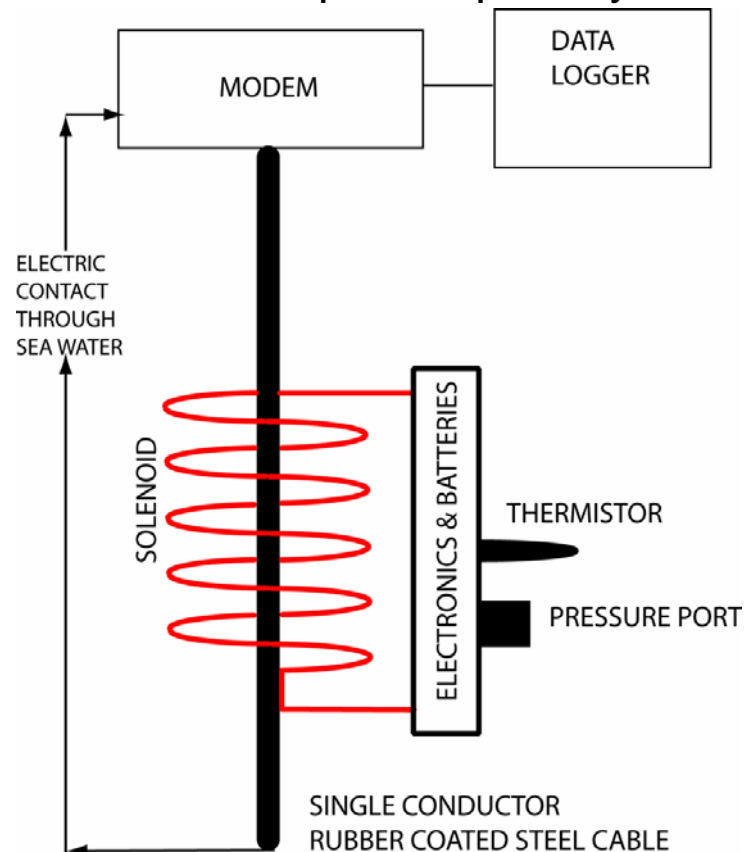 DATA
LOGGER
MODEM
ELECTRIC
CONTACT
THROUGH
SEA WATER
SOLENOID
ELECTRONICS & BATTERIES
THERMISTOR
PRESSURE PORT
SINGLE CONDUCTOR
RUBBER COATED STEEL CABLE